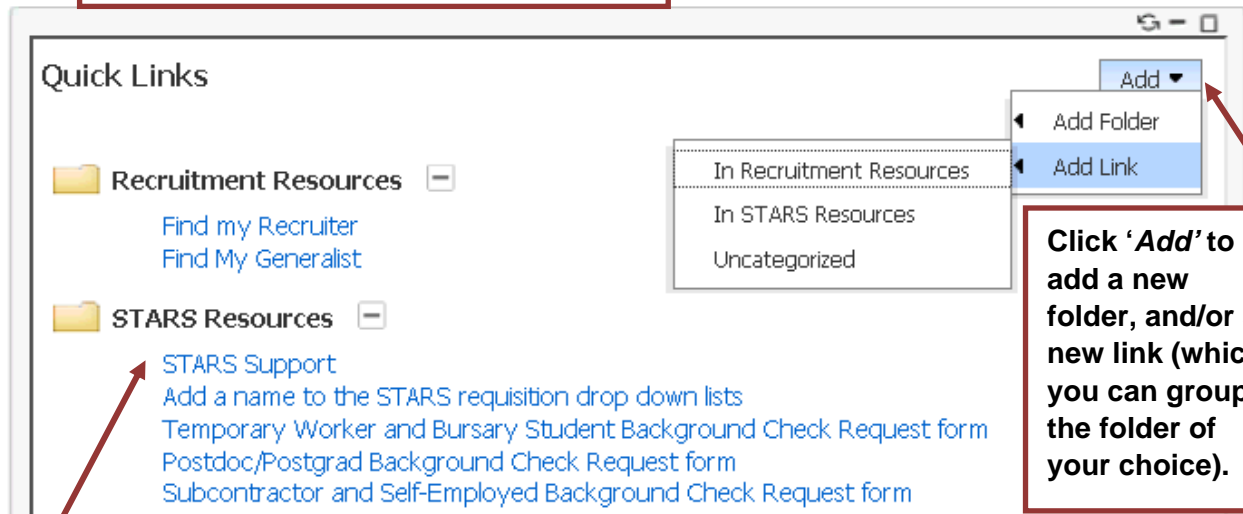 Quick Links
Add
Add Folder
Add Link
In Recruitment Resources
In STARS Resources
Uncategorized
Recruitment Resources
Find my Recruiter
Find My Generalist
STARS Resources
STARS Support
Add a name to the STARS requisition drop down lists
Temporary Worker and Bursary Student Background Check Request form
Postdoc/Postgrad Background Check Request form
Subcontractor and Self-Employed Background Check Request form
Click ‘Add’ to
add a new
folder, and/or
new link (whic
you can group
the folder of
your choice).